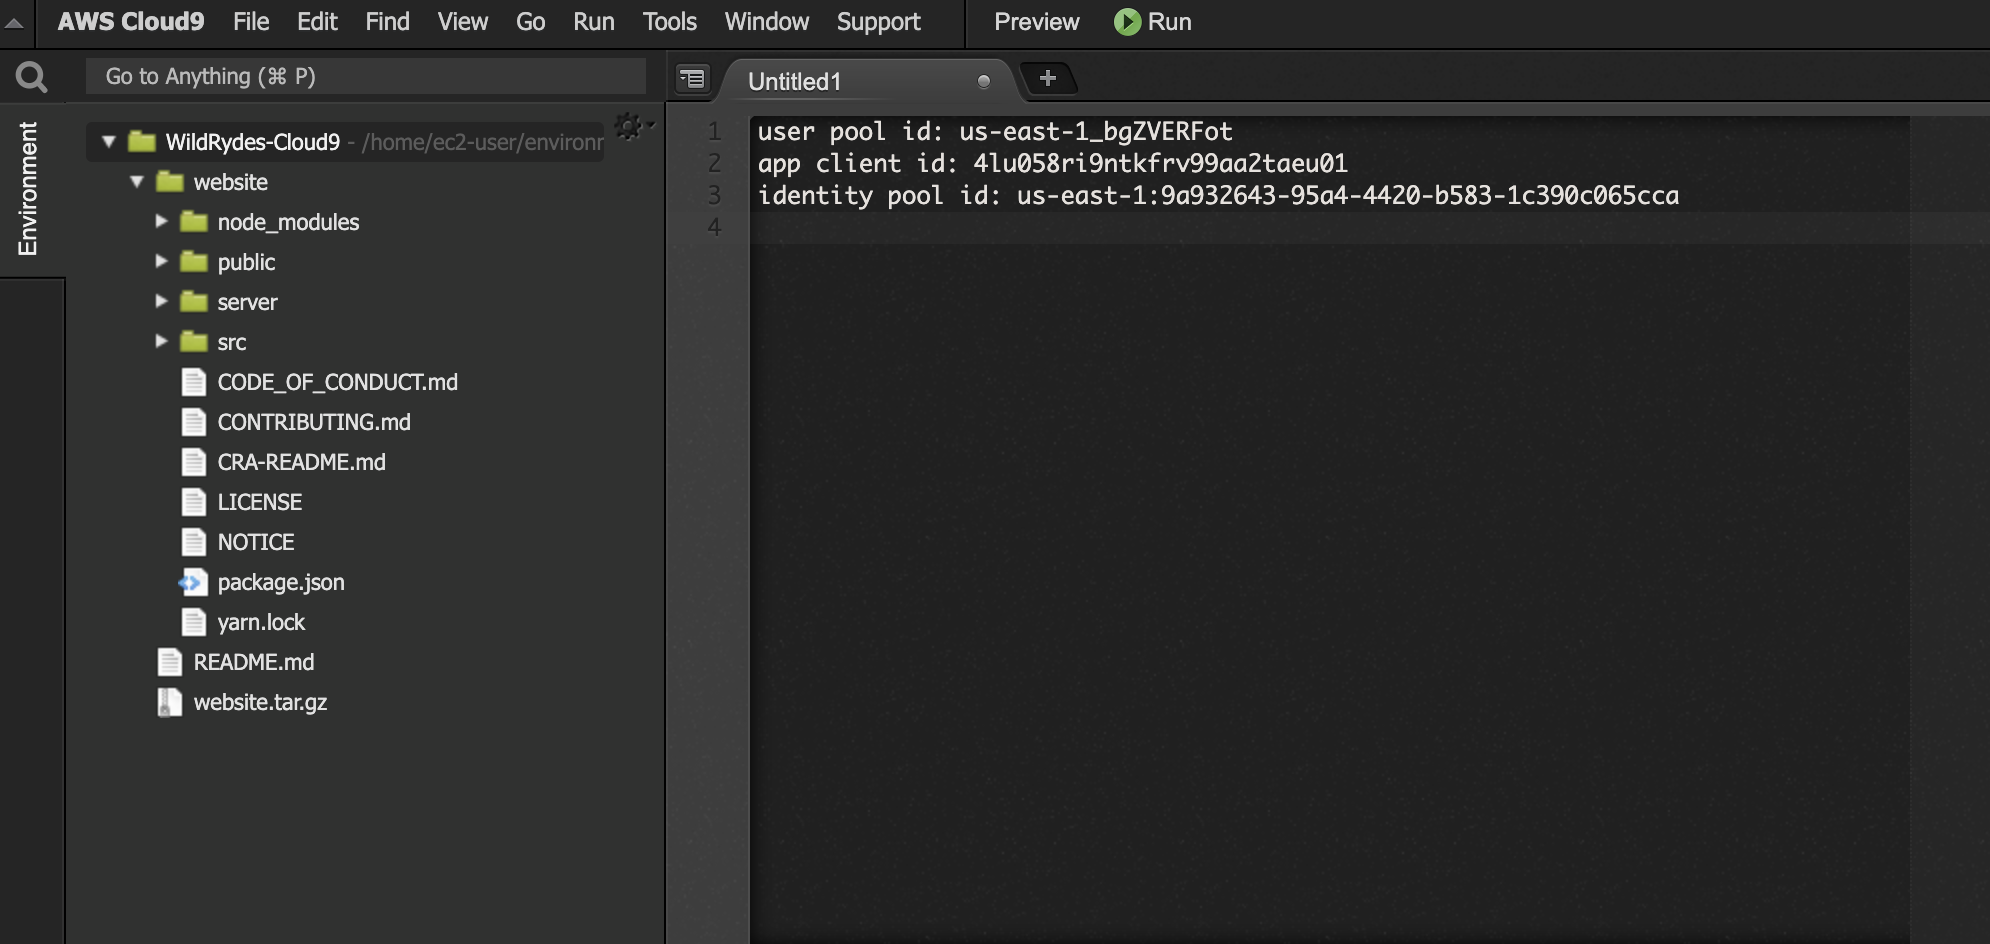 AWS Cloud9 File Edit Find View Go Run Tools Window Support Preview Run
Go to Anything (⌘ P)
Untitled1
Environment
WildRydes-Cloud9 - /home/ec2-user/environr
website
node_modules
public
server
src
CODE_OF_CONDUCT.md
CONTRIBUTING.md
CRA-README.md
LICENSE
NOTICE
package.json
yarn.lock
README.md
website.tar.gz
1 user pool id: us-east-1_bgZVERFot
2 app client id: 4lu058ri9ntkfrv99aa2taeu01
3 identity pool id: us-east-1:9a932643-95a4-4420-b583-1c390c065cca
4